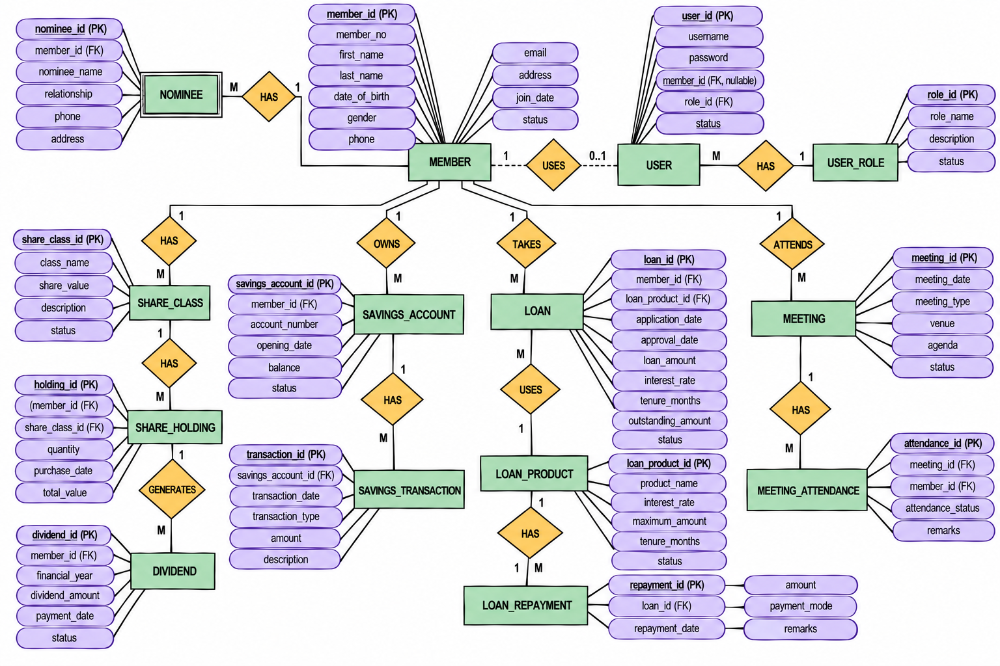 nominee_id (PK)
member_id (FK)
nominee_name
relationship
phone
address
NOMINEE
M
HAS
1
member_id (PK)
member_no
first_name
last_name
date_of_birth
gender
phone
email
address
join_date
status
MEMBER
1
USES
0..1
user_id (PK)
username
password
member_id (FK, nullable)
role_id (FK)
status
USER
M
HAS
1
USER_ROLE
role_id (PK)
role_name
description
status
1
HAS
M
share_class_id (PK)
class_name
share_value
description
status
SHARE_CLASS
1
HAS
M
holding_id (PK)
(member_id (FK)
share_class_id (FK)
quantity
purchase_date
total_value
SHARE_HOLDING
1
GENERATES
M
dividend_id (PK)
member_id (FK)
financial_year
dividend_amount
payment_date
status
DIVIDEND
1
OWNS
M
savings_account_id (PK)
member_id (FK)
account_number
opening_date
balance
status
SAVINGS_ACCOUNT
1
HAS
M
transaction_id (PK)
savings_account_id (FK)
transaction_date
transaction_type
amount
description
SAVINGS_TRANSACTION
1
TAKES
M
LOAN
loan_id (PK)
member_id (FK)
loan_product_id (FK)
application_date
approval_date
loan_amount
interest_rate
tenure_months
outstanding_amount
status
M
USES
1
LOAN_PRODUCT
loan_product_id (PK)
product_name
interest_rate
maximum_amount
tenure_months
status
1
HAS
1
M
LOAN_REPAYMENT
repayment_id (PK)
loan_id (FK)
repayment_date
amount
payment_mode
remarks
1
ATTENDS
M
MEETING
meeting_id (PK)
meeting_date
meeting_type
venue
agenda
status
1
HAS
M
MEETING_ATTENDANCE
attendance_id (PK)
meeting_id (FK)
member_id (FK)
attendance_status
remarks